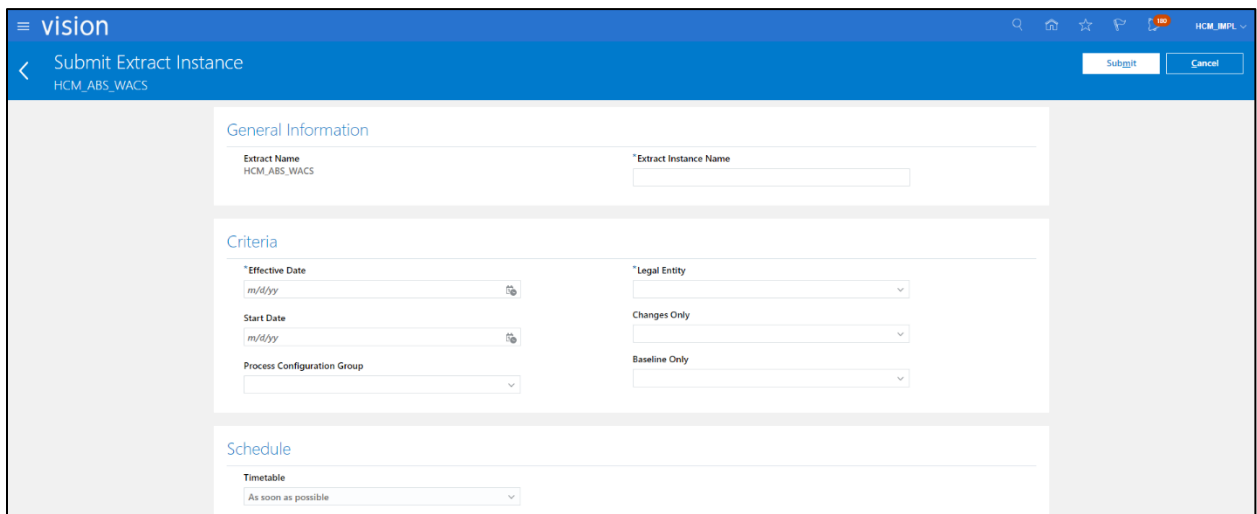 vision
180
HCM_IMPL
Submit Extract Instance
HCM_ABS_WACS
Submit
Cancel
General Information
Extract Name
HCM_ABS_WACS
*Extract Instance Name
Criteria
*Effective Date
m/d/yy
*Legal Entity
Start Date
m/d/yy
Changes Only
Process Configuration Group
Baseline Only
Schedule
Timetable
As soon as possible